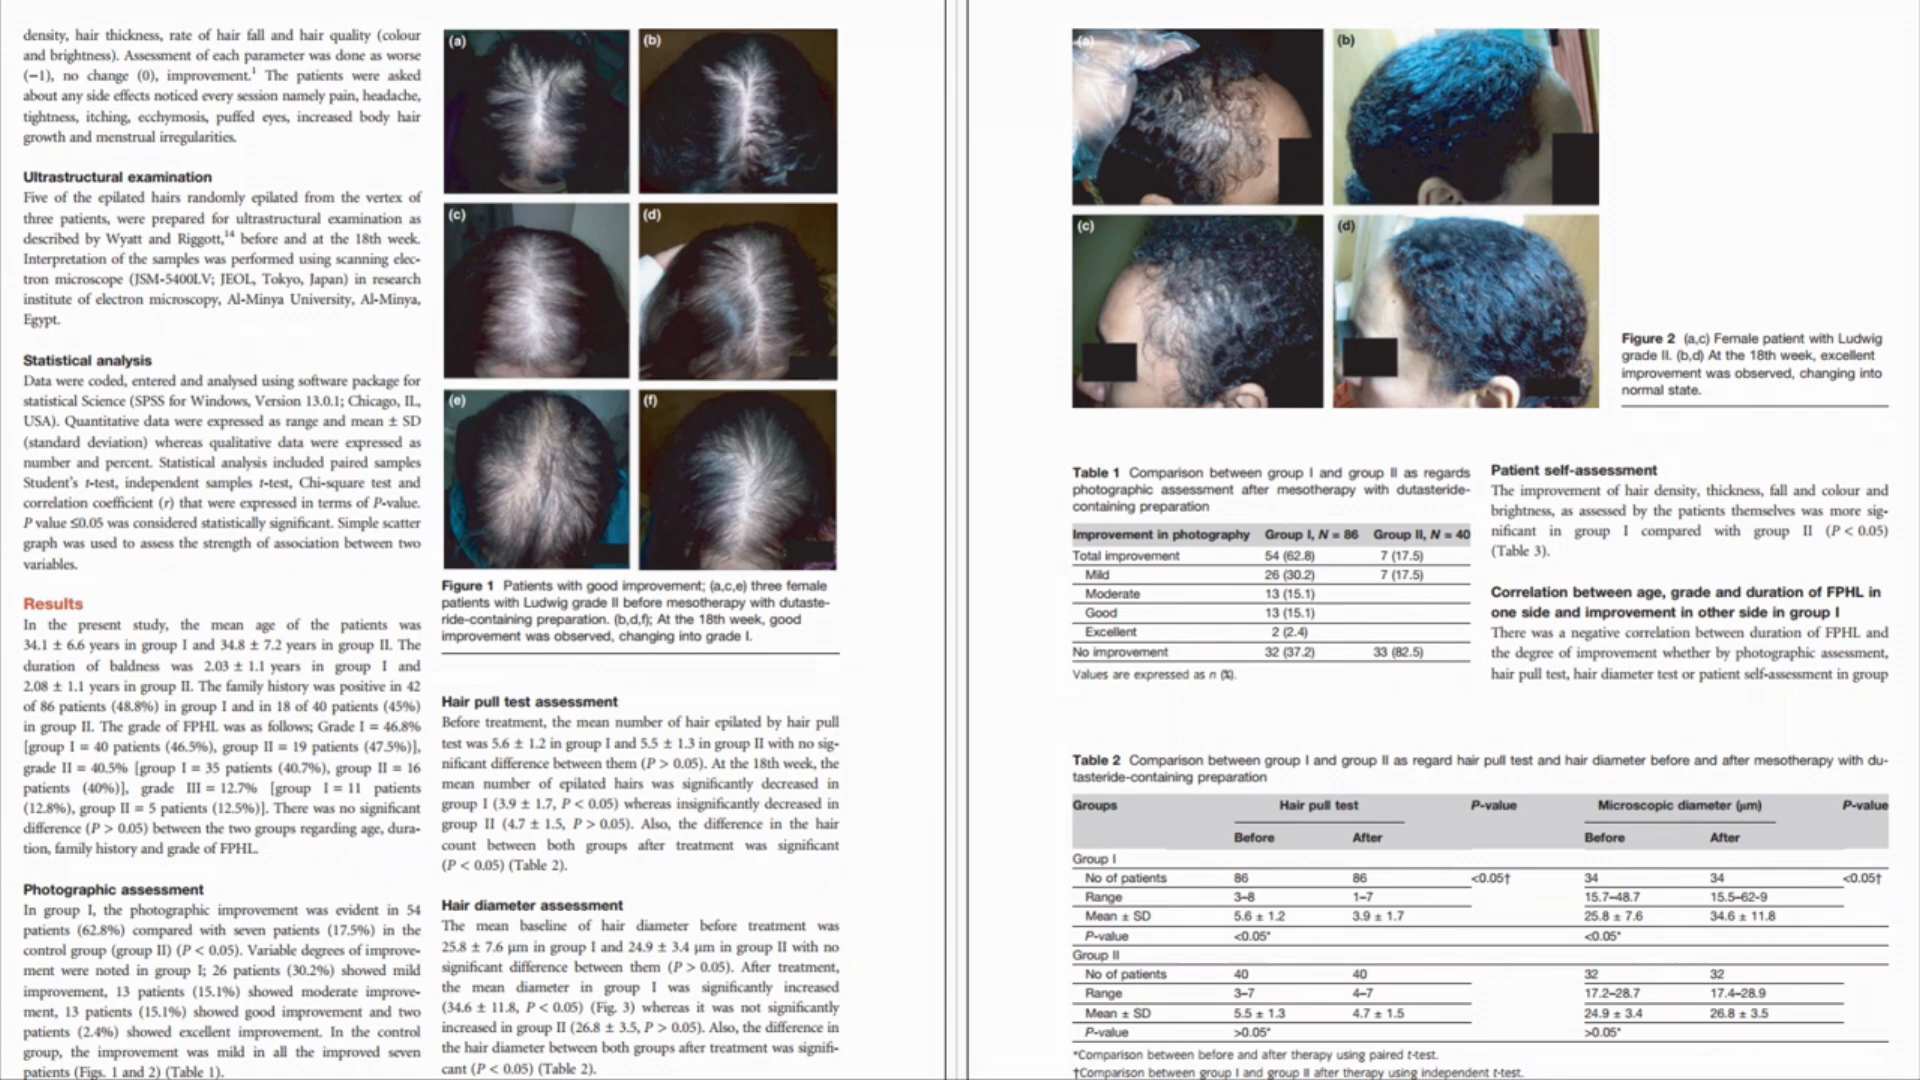 density, hair thickness, rate of hair fall and hair quality (colour
and brightness). Assessment of each parameter was done as worse
(−1), no change (0), improvement.¹ The patients were asked
about any side effects noticed every session namely pain, headache,
tightness, itching, ecchymosis, puffed eyes, increased body hair
growth and menstrual irregularities.
Ultrastructural examination
Five of the epilated hairs randomly epilated from the vertex of
three patients, were prepared for ultrastructural examination as
described by Wyatt and Riggott,¹⁴ before and at the 18th week.
Interpretation of the samples was performed using scanning elec-
tron microscope (JSM-5400LV; JEOL, Tokyo, Japan) in research
institute of electron microscopy, Al-Minya University, Al-Minya,
Egypt.
Statistical analysis
Data were coded, entered and analysed using software package for
statistical Science (SPSS for Windows, Version 13.0.1; Chicago, IL,
USA). Quantitative data were expressed as range and mean ± SD
(standard deviation) whereas qualitative data were expressed as
number and percent. Statistical analysis included paired samples
Student's t-test, independent samples t-test, Chi-square test and
correlation coefficient (r) that were expressed in terms of P-value.
P value ≤0.05 was considered statistically significant. Simple scatter
graph was used to assess the strength of association between two
variables.
Results
In the present study, the mean age of the patients was
34.1 ± 6.6 years in group I and 34.8 ± 7.2 years in group II. The
duration of baldness was 2.03 ± 1.1 years in group I and
2.08 ± 1.1 years in group II. The family history was positive in 42
of 86 patients (48.8%) in group I and in 18 of 40 patients (45%)
in group II. The grade of FPHL was as follows; Grade I = 46.8%
[group I = 40 patients (46.5%), group II = 19 patients (47.5%)],
grade II = 40.5% [group I = 35 patients (40.7%), group II = 16
patients (40%)], grade III = 12.7% [group I = 11 patients
(12.8%), group II = 5 patients (12.5%)]. There was no significant
difference (P > 0.05) between the two groups regarding age, dura-
tion, family history and grade of FPHL.
Photographic assessment
In group I, the photographic improvement was evident in 54
patients (62.8%) compared with seven patients (17.5%) in the
control group (group II) (P < 0.05). Variable degrees of improve-
ment were noted in group I; 26 patients (30.2%) showed mild
improvement, 13 patients (15.1%) showed moderate improve-
ment, 13 patients (15.1%) showed good improvement and two
patients (2.4%) showed excellent improvement. In the control
group, the improvement was mild in all the improved seven
patients (Figs. 1 and 2) (Table 1).
(a) (b)
(c) (d)
(e) (f)
Figure 1 Patients with good improvement; (a,c,e) three female
patients with Ludwig grade II before mesotherapy with dutaste-
ride-containing preparation. (b,d,f); At the 18th week, good
improvement was observed, changing into grade I.
Hair pull test assessment
Before treatment, the mean number of hair epilated by hair pull
test was 5.6 ± 1.2 in group I and 5.5 ± 1.3 in group II with no sig-
nificant difference between them (P > 0.05). At the 18th week, the
mean number of epilated hairs was significantly decreased in
group I (3.9 ± 1.7, P < 0.05) whereas insignificantly decreased in
group II (4.7 ± 1.5, P > 0.05). Also, the difference in the hair
count between both groups after treatment was significant
(P < 0.05) (Table 2).
Hair diameter assessment
The mean baseline of hair diameter before treatment was
25.8 ± 7.6 μm in group I and 24.9 ± 3.4 μm in group II with no
significant difference between them (P > 0.05). After treatment,
the mean diameter in group I was significantly increased
(34.6 ± 11.8, P < 0.05) (Fig. 3) whereas it was not significantly
increased in group II (26.8 ± 3.5, P > 0.05). Also, the difference in
the hair diameter between both groups after treatment was signifi-
cant (P < 0.05) (Table 2).
(a) (b)
(c) (d)
Figure 2 (a,c) Female patient with Ludwig
grade II. (b,d) At the 18th week, excellent
improvement was observed, changing into
normal state.
Table 1 Comparison between group I and group II as regards
photographic assessment after mesotherapy with dutasteride-
containing preparation
Improvement in photography Group I, N = 86 Group II, N = 40
Total improvement 54 (62.8) 7 (17.5)
Mild 26 (30.2) 7 (17.5)
Moderate 13 (15.1)
Good 13 (15.1)
Excellent 2 (2.4)
No improvement 32 (37.2) 33 (82.5)
Values are expressed as n (%).
Patient self-assessment
The improvement of hair density, thickness, fall and colour and
brightness, as assessed by the patients themselves was more sig-
nificant in group I compared with group II (P < 0.05)
(Table 3).
Correlation between age, grade and duration of FPHL in
one side and improvement in other side in group I
There was a negative correlation between duration of FPHL and
the degree of improvement whether by photographic assessment,
hair pull test, hair diameter test or patient self-assessment in group
Table 2 Comparison between group I and group II as regard hair pull test and hair diameter before and after mesotherapy with du-
tasteride-containing preparation
Groups Hair pull test P-value Microscopic diameter (μm) P-value
Before After Before After
Group I
No of patients 86 86 <0.05† 34 34 <0.05†
Range 3–8 1–7 15.7–48.7 15.5–62-9
Mean ± SD 5.6 ± 1.2 3.9 ± 1.7 25.8 ± 7.6 34.6 ± 11.8
P-value <0.05* <0.05*
Group II
No of patients 40 40 32 32
Range 3–7 4–7 17.2–28.7 17.4–28.9
Mean ± SD 5.5 ± 1.3 4.7 ± 1.5 24.9 ± 3.4 26.8 ± 3.5
P-value >0.05* >0.05*
*Comparison between before and after therapy using paired t-test.
†Comparison between group I and group II after therapy using independent t-test.